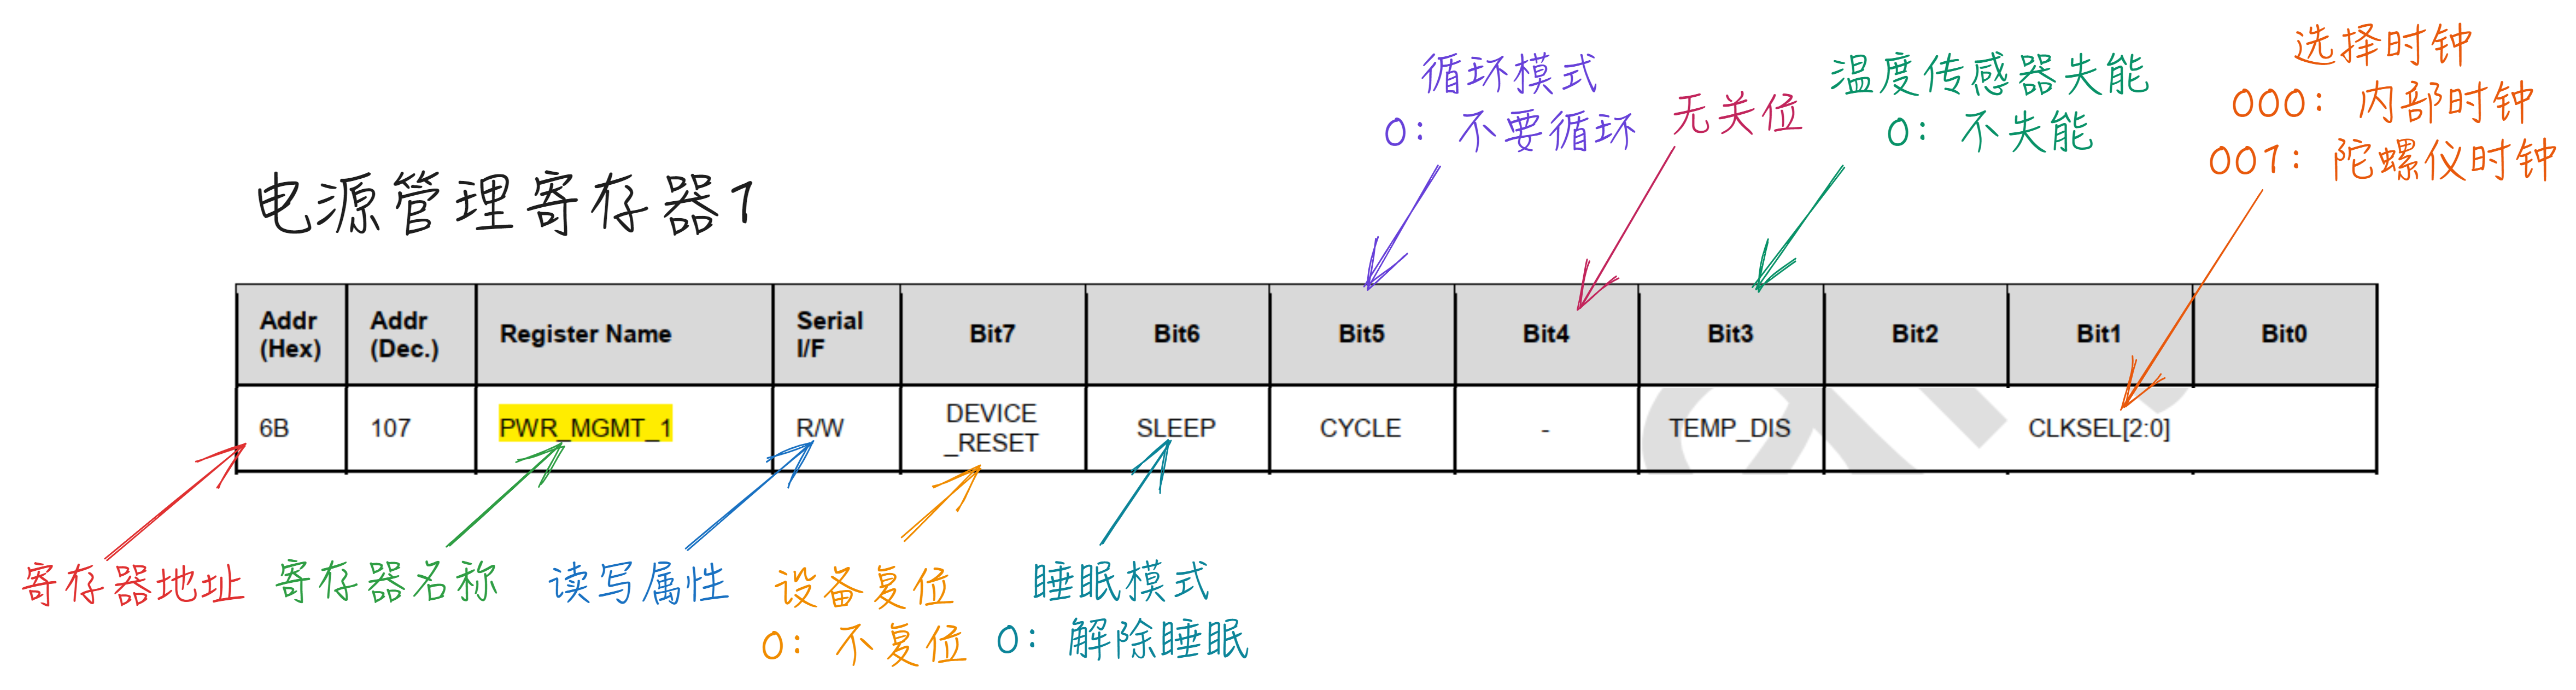 选择时钟
000：内部时钟
001：陀螺仪时钟
循环模式
0：不要循环
无关位
温度传感器失能
0：不失能
电源管理寄存器1
Addr (Hex) Addr (Dec.) Register Name Serial I/F Bit7 Bit6 Bit5 Bit4 Bit3 Bit2 Bit1 Bit0
6B 107 PWR_MGMT_1 R/W DEVICE _RESET SLEEP CYCLE - TEMP_DIS CLKSEL[2:0]
寄存器地址
寄存器名称
读写属性
设备复位
0：不复位
睡眠模式
0：解除睡眠